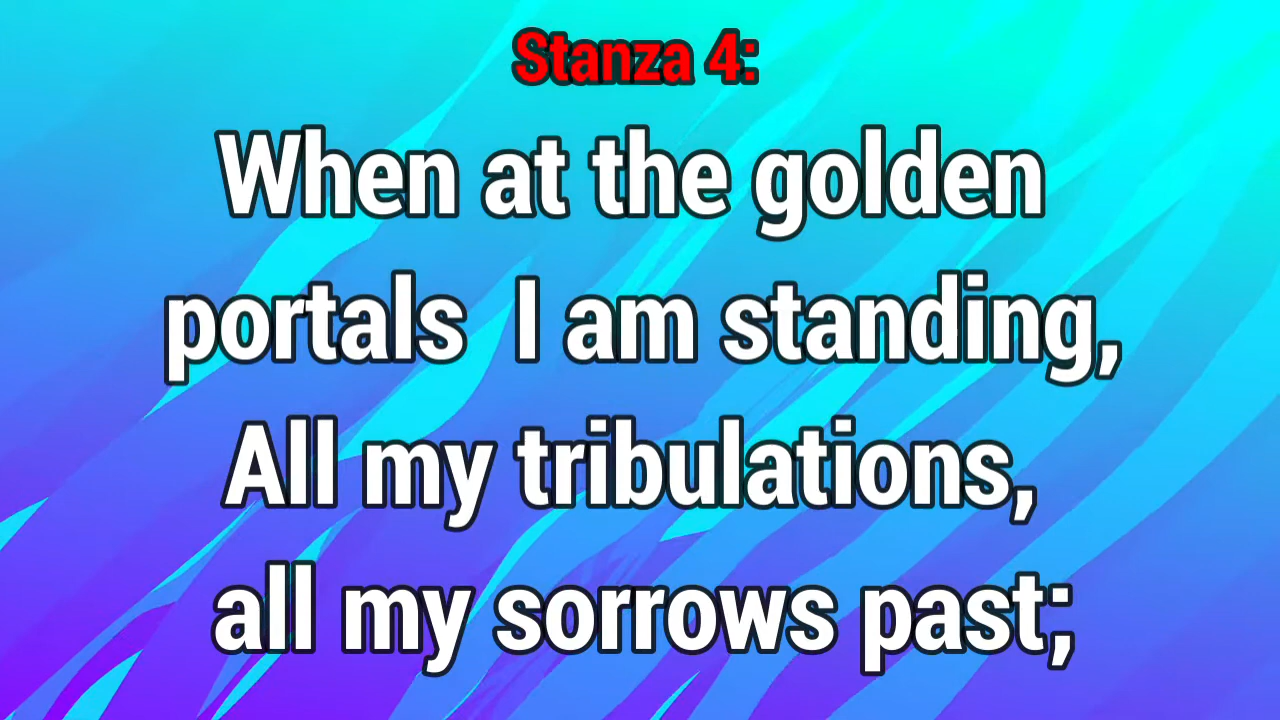 Stanza 4:
When at the golden
portals  I am standing,
All my tribulations,
all my sorrows past;